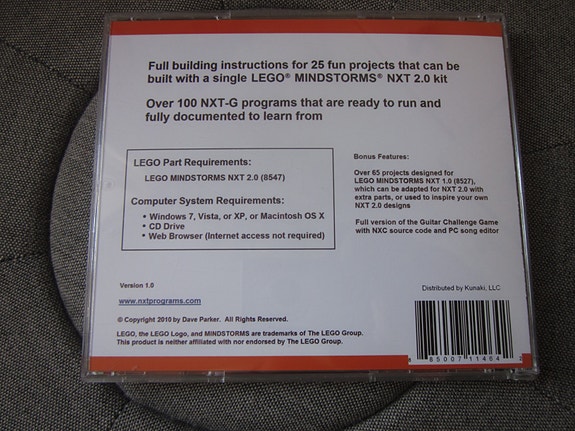 Full building instructions for 25 fun projects that can be
built with a single LEGO® MINDSTORMS® NXT 2.0 kit
Over 100 NXT-G programs that are ready to run and
fully documented to learn from
LEGO Part Requirements:
LEGO MINDSTORMS NXT 2.0 (8547)
Computer System Requirements:
• Windows 7, Vista, or XP, or Macintosh OS X
• CD Drive
• Web Browser (Internet access not required)
Bonus Features:
Over 65 projects designed for
LEGO MINDSTORMS NXT 1.0 (8527),
which can be adapted for NXT 2.0 with
extra parts, or used to inspire your own
NXT 2.0 designs
Full version of the Guitar Challenge Game
with NXC source code and PC song editor
Version 1.0
www.nxtprograms.com
Distributed by Kunaki, LLC
© Copyright 2010 by Dave Parker. All Rights Reserved.
LEGO, the LEGO Logo, and MINDSTORMS are trademarks of The LEGO Group.
This product is neither affiliated with nor endorsed by The LEGO Group.
8 85007 11464 2